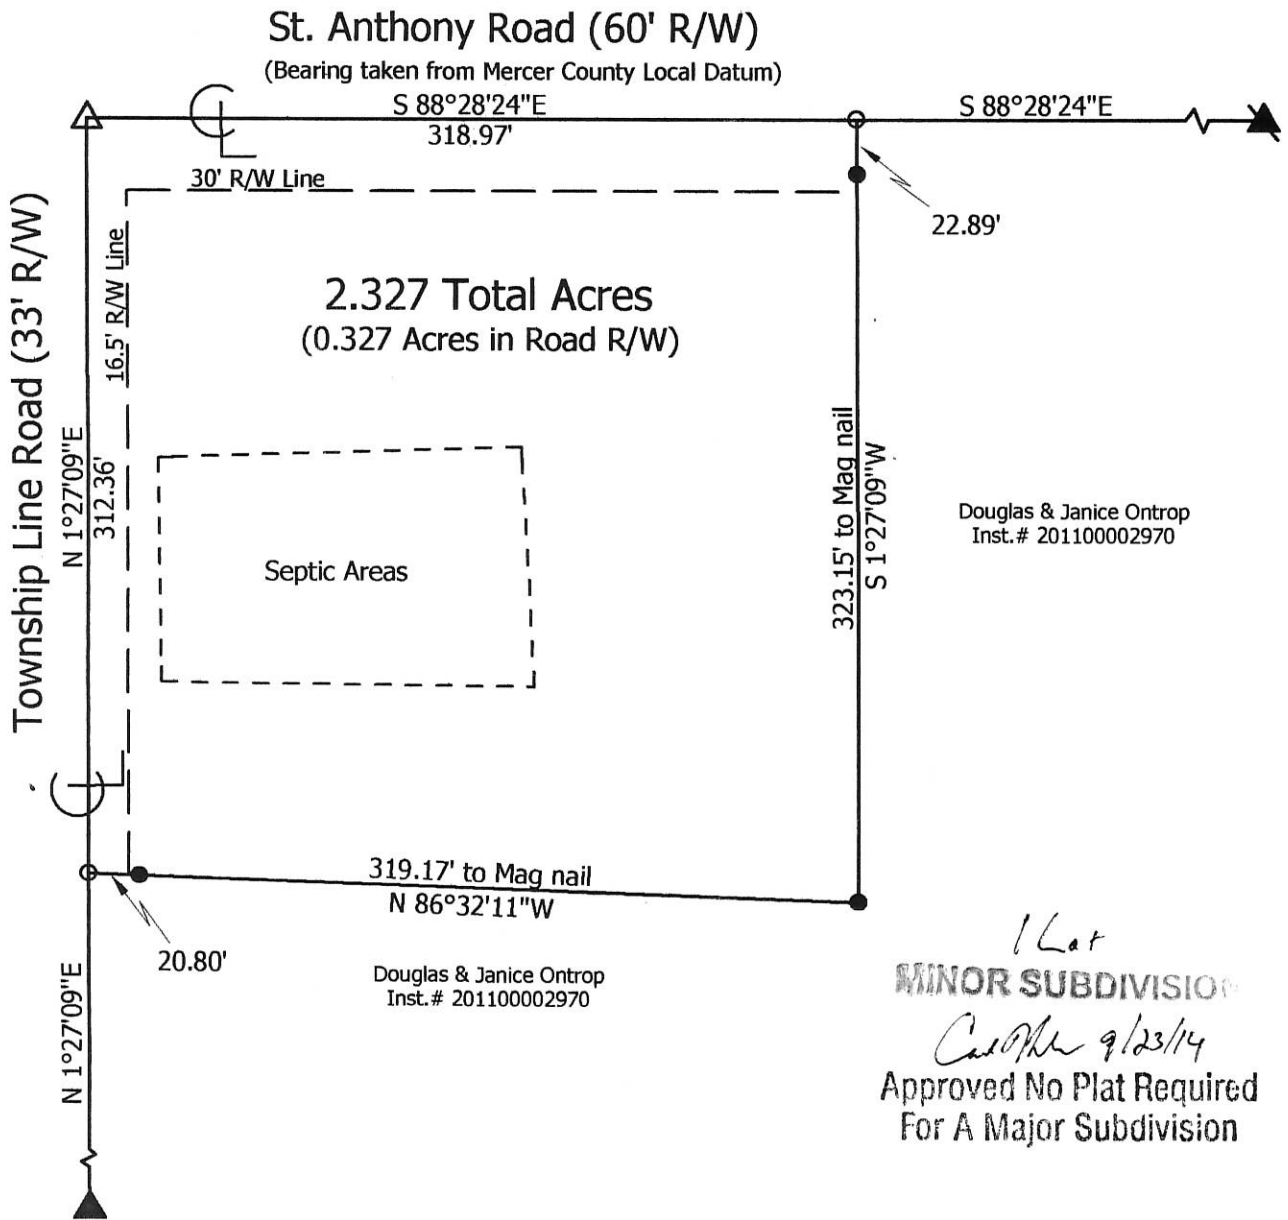 St. Anthony Road (60' R/W)
(Bearing taken from Mercer County Local Datum)
S 88°28'24"E
318.97'
S 88°28'24"E
30' R/W Line
22.89'
Township Line Road (33' R/W)
16.5' R/W Line
2.327 Total Acres
(0.327 Acres in Road R/W)
N 1°27'09"E
312.36'
323.15' to Mag nail
S 1°27'09"W
Septic Areas
Douglas & Janice Ontrop
Inst.# 201100002970
319.17' to Mag nail
N 86°32'11"W
20.80'
Douglas & Janice Ontrop
Inst.# 201100002970
N 1°27'09"E
1 Lot
MINOR SUBDIVISION
9/23/14
Approved No Plat Required
For A Major Subdivision